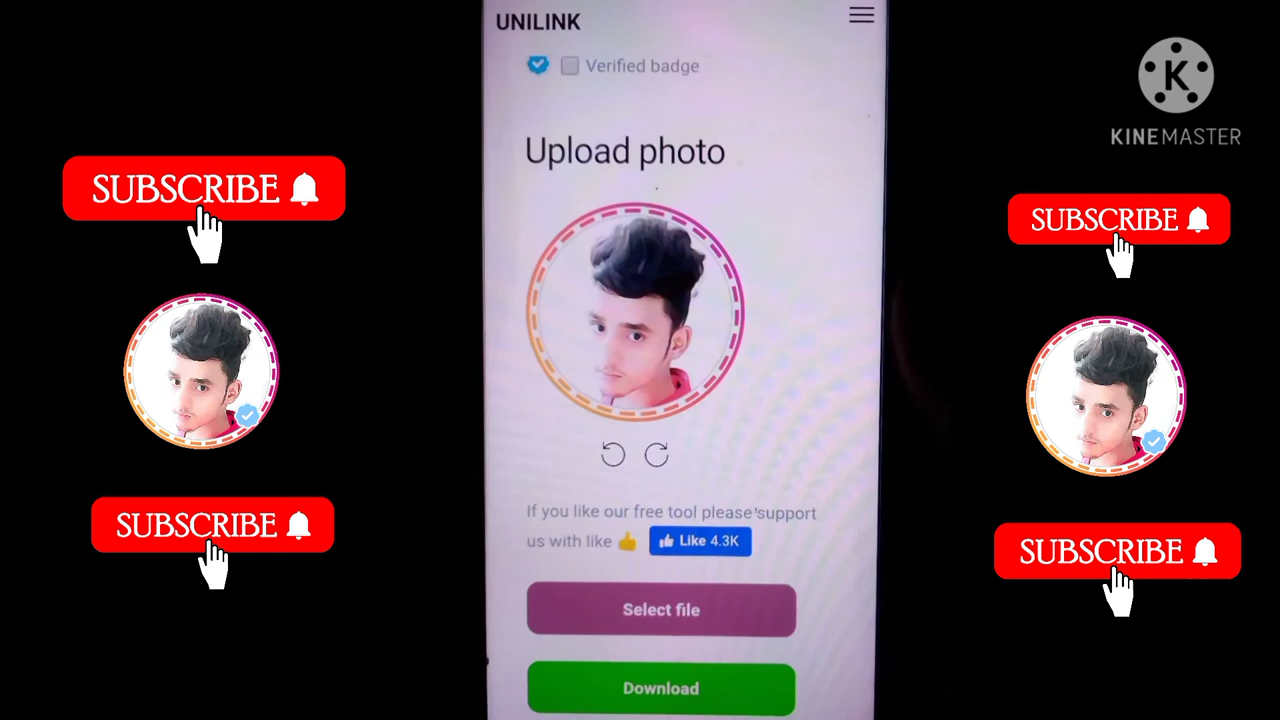 UNILINK
Verified badge
Upload photo
If you like our free tool please support
us with like 👍 Like 4.3K
Select file
Download
SUBSCRIBE
SUBSCRIBE
K
KINEMASTER
SUBSCRIBE
SUBSCRIBE